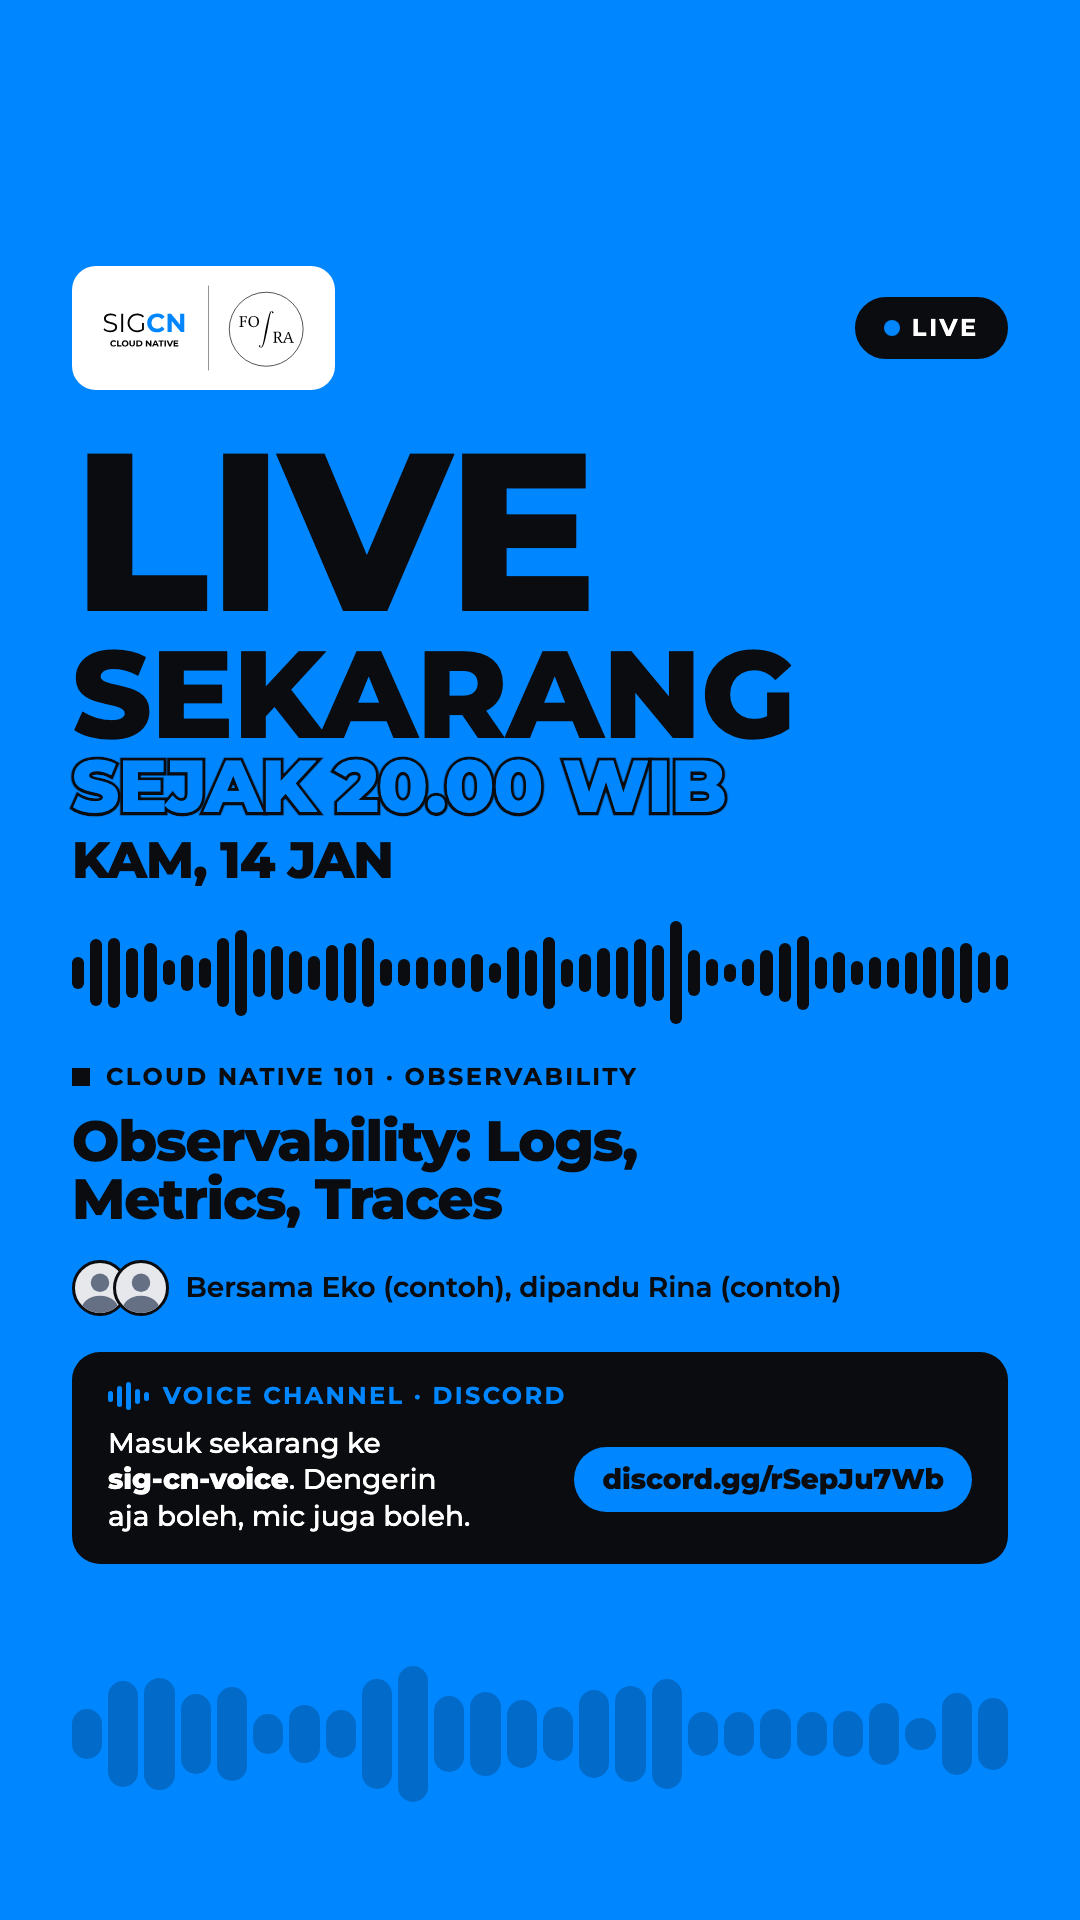 SIGCN
CLOUD NATIVE
FO
RA
LIVE
LIVE
SEKARANG
SEJAK 20.00 WIB
KAM, 14 JAN
CLOUD NATIVE 101 · OBSERVABILITY
Observability: Logs,
Metrics, Traces
Bersama Eko (contoh), dipandu Rina (contoh)
VOICE CHANNEL · DISCORD
Masuk sekarang ke
sig-cn-voice. Dengerin
aja boleh, mic juga boleh.
discord.gg/rSepJu7Wb